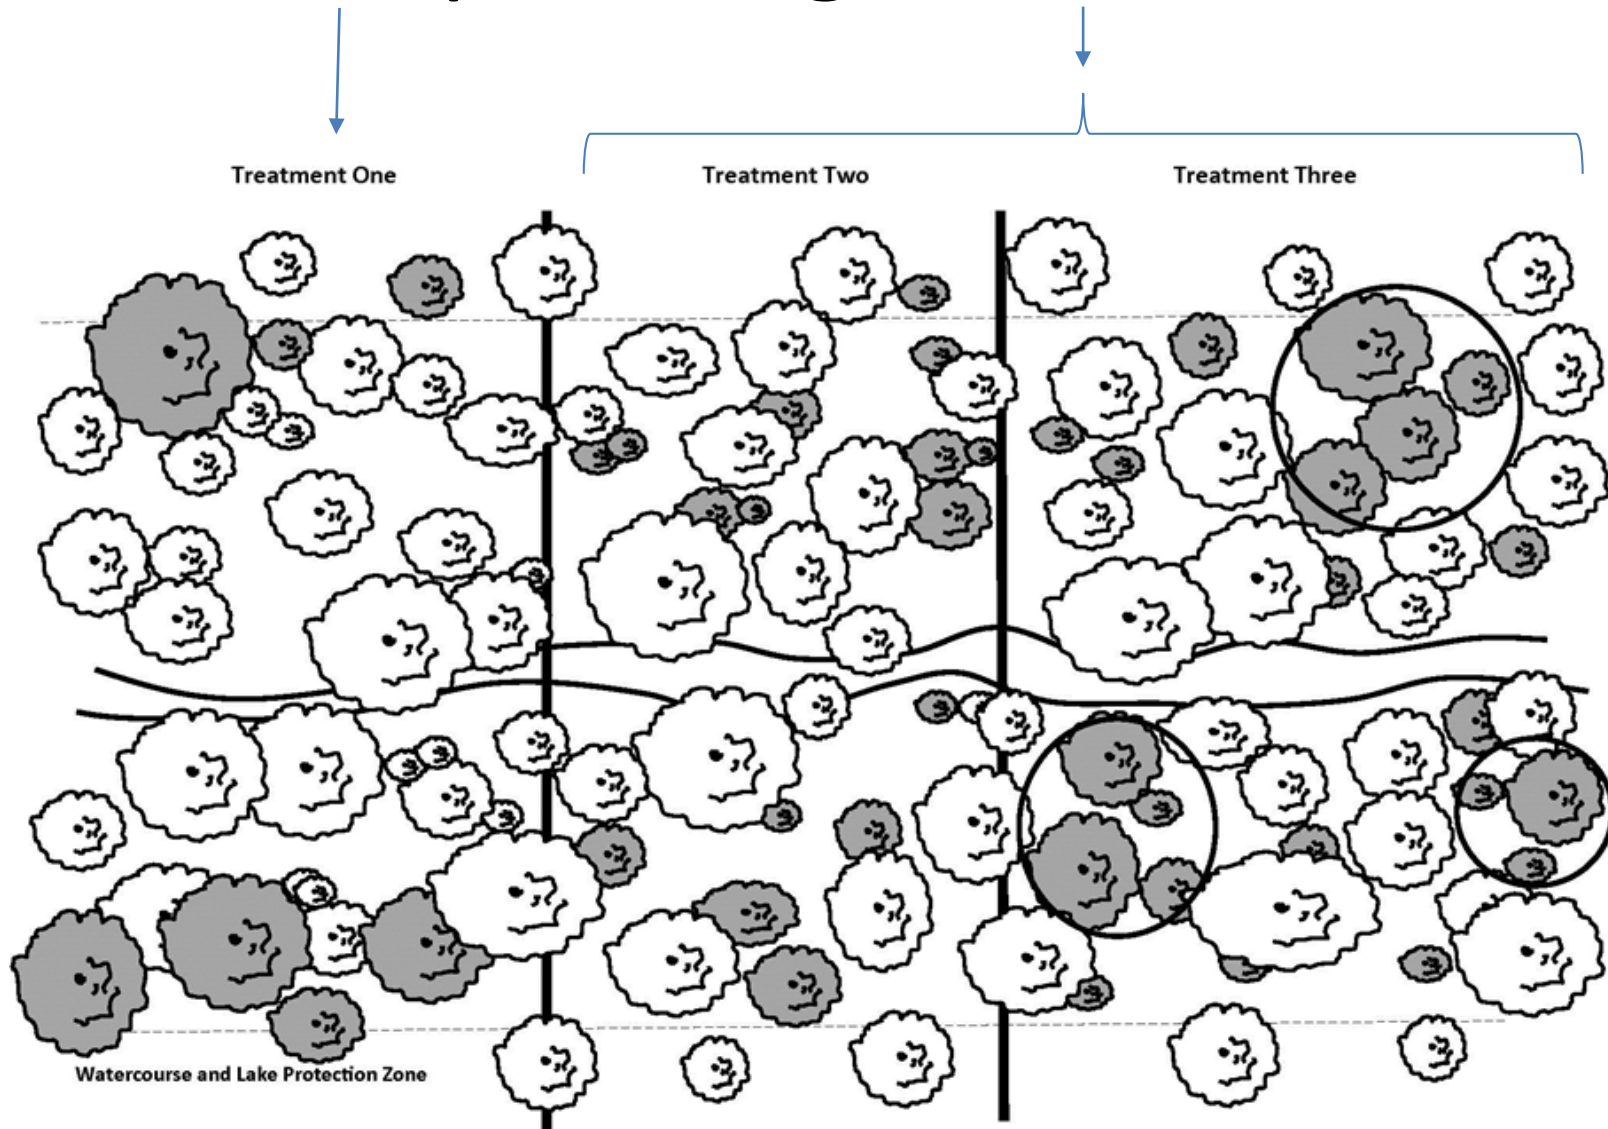 Treatment One
Treatment Two
Treatment Three
Watercourse and Lake Protection Zone